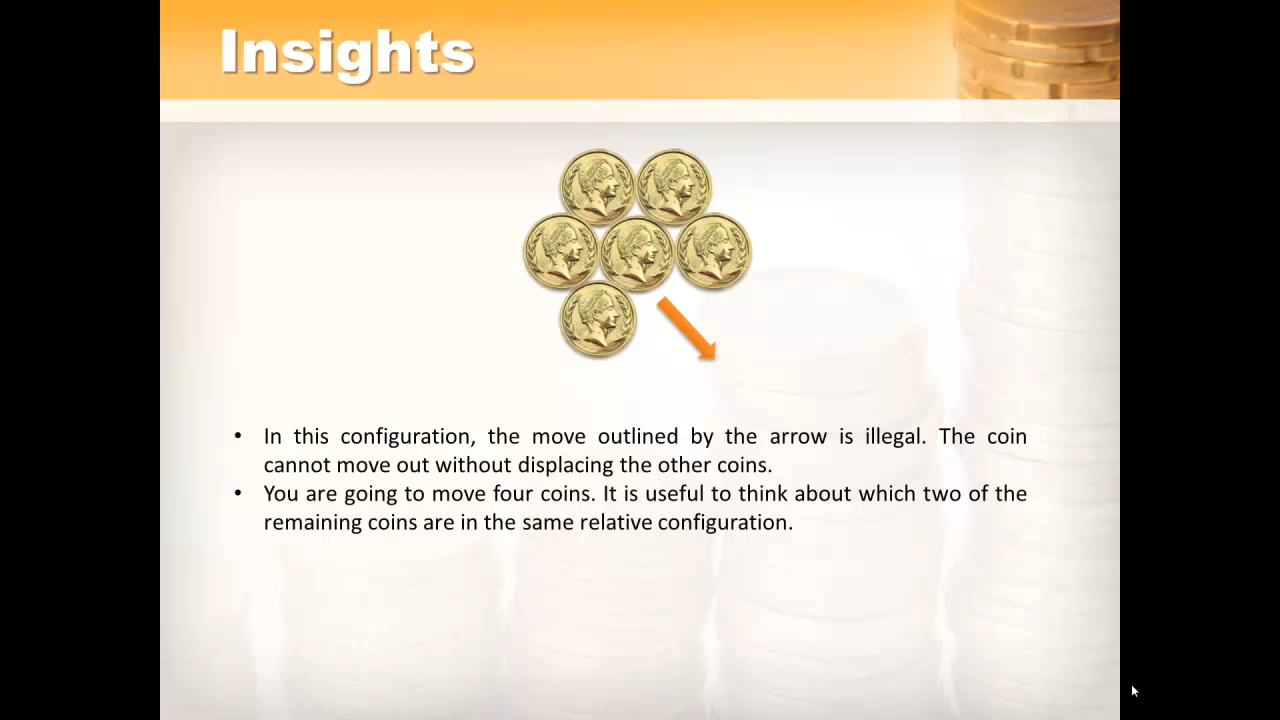 Insights
• In this configuration, the move outlined by the arrow is illegal. The coin
cannot move out without displacing the other coins.
• You are going to move four coins. It is useful to think about which two of the
remaining coins are in the same relative configuration.